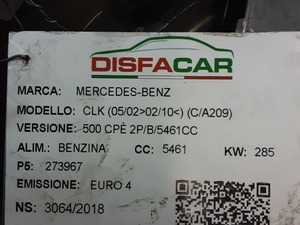 DISFACAR
MARCA: MERCEDES-BENZ
MODELLO: CLK (05/02>02/10<) (C/A209)
VERSIONE: 500 CPÈ 2P/B/5461CC
ALIM.: BENZINA CC: 5461 KW: 285
P5: 273967
EMISSIONE: EURO 4
NS: 3064/2018